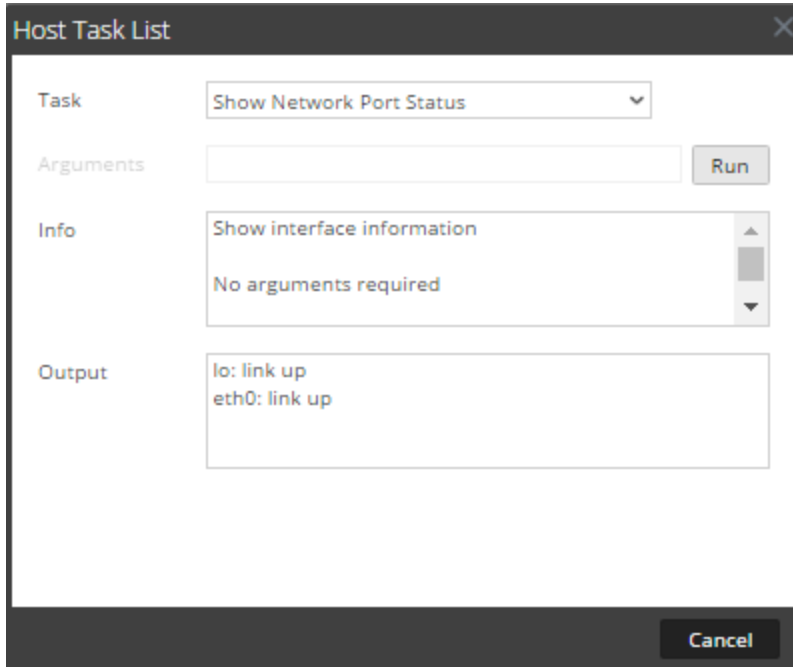 Host Task List
Task
Show Network Port Status
Arguments
Run
Info
Show interface information
No arguments required
Output
lo: link up
eth0: link up
Cancel